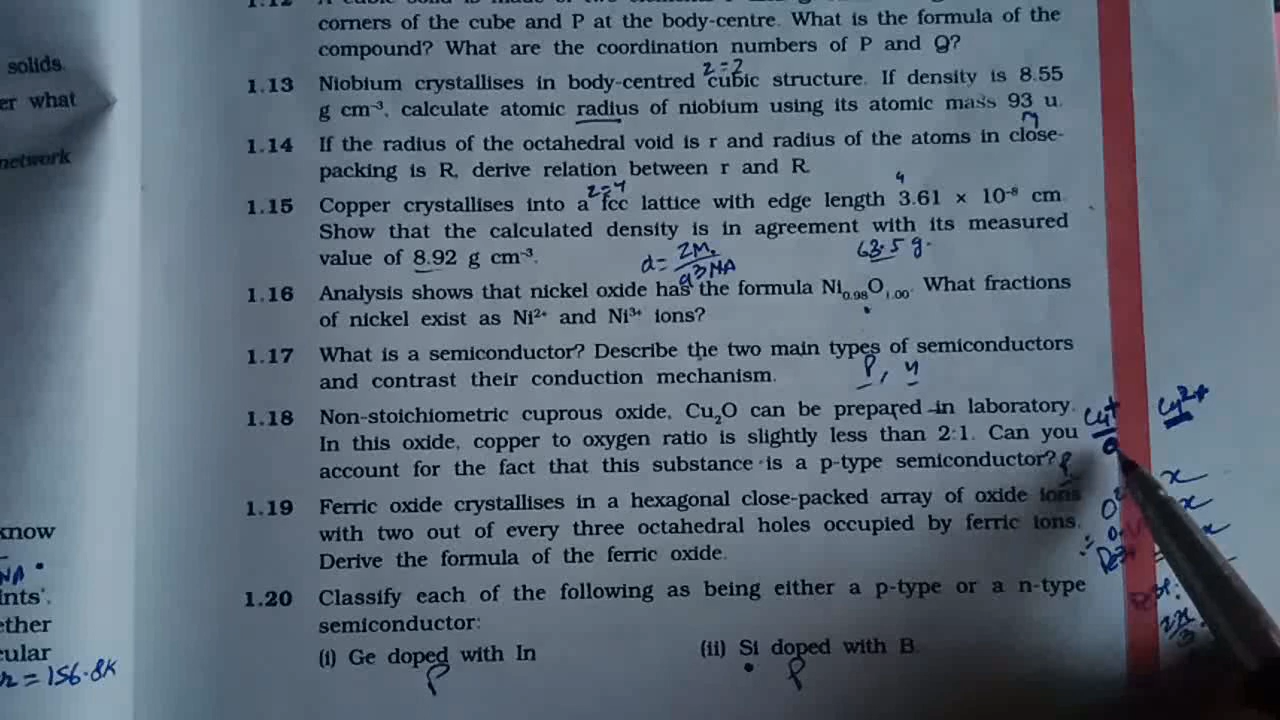 solids.
er what
network
know
NA
ints'.
ether
cular
r = 156.8K
corners of the cube and P at the body-centre. What is the formula of the
compound? What are the coordination numbers of P and Q?
z=2
1.13 Niobium crystallises in body-centred cubic structure. If density is 8.55
g cm⁻³, calculate atomic radius of niobium using its atomic mass 93 u.
1.14 If the radius of the octahedral void is r and radius of the atoms in close-
packing is R, derive relation between r and R.
z=4
4
1.15 Copper crystallises into a fcc lattice with edge length 3.61 × 10⁻⁸ cm.
Show that the calculated density is in agreement with its measured
value of 8.92 g cm⁻³.
d = ZM / a3NA
63.5 g.
1.16 Analysis shows that nickel oxide has the formula Ni₀.₉₈O₁.₀₀. What fractions
of nickel exist as Ni²⁺ and Ni³⁺ ions?
1.17 What is a semiconductor? Describe the two main types of semiconductors
and contrast their conduction mechanism.
P, n
1.18 Non-stoichiometric cuprous oxide, Cu₂O can be prepared in laboratory.
In this oxide, copper to oxygen ratio is slightly less than 2:1. Can you
account for the fact that this substance is a p-type semiconductor?
P
Cu⁺
Cu²⁺
1.19 Ferric oxide crystallises in a hexagonal close-packed array of oxide ions
with two out of every three octahedral holes occupied by ferric ions.
Derive the formula of the ferric oxide.
x
x
x
2x/3
1.20 Classify each of the following as being either a p-type or a n-type
semiconductor:
(i) Ge doped with In
(ii) Si doped with B.
P
P